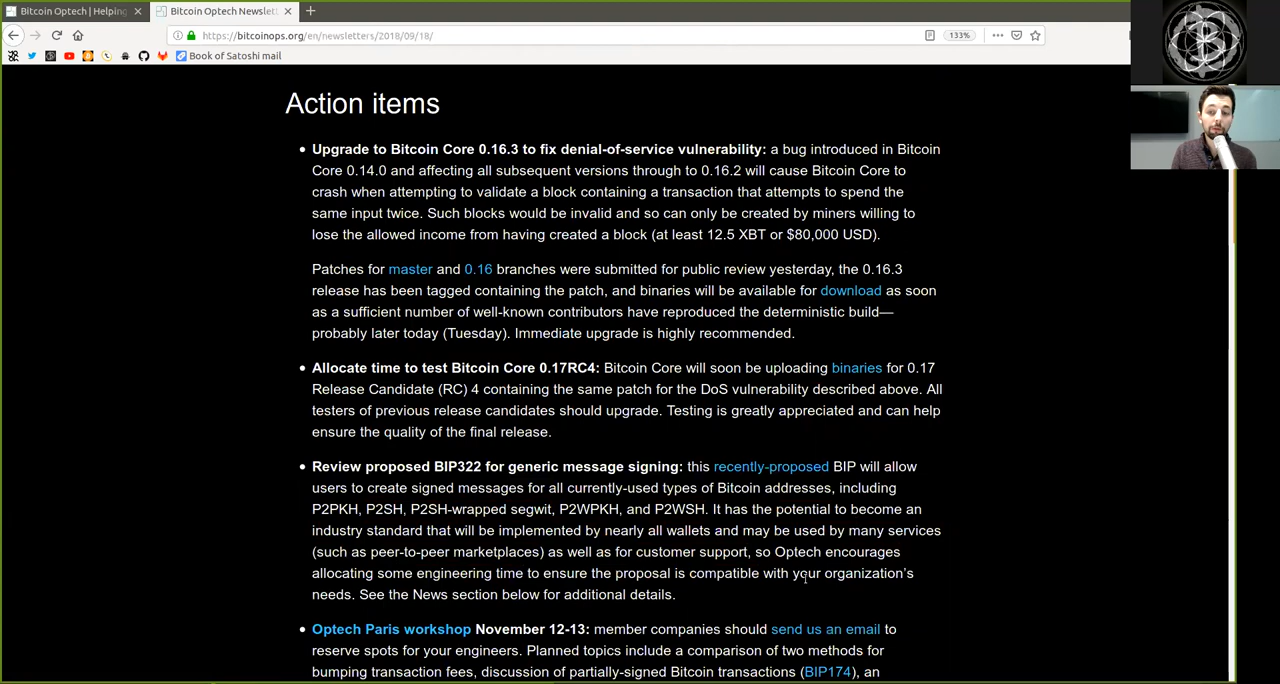 Bitcoin Optech | Helping
Bitcoin Optech Newslett
https://bitcoinops.org/en/newsletters/2018/09/18/
133%
Book of Satoshi mail
Action items
Upgrade to Bitcoin Core 0.16.3 to fix denial-of-service vulnerability: a bug introduced in Bitcoin
Core 0.14.0 and affecting all subsequent versions through to 0.16.2 will cause Bitcoin Core to
crash when attempting to validate a block containing a transaction that attempts to spend the
same input twice. Such blocks would be invalid and so can only be created by miners willing to
lose the allowed income from having created a block (at least 12.5 XBT or $80,000 USD).
Patches for master and 0.16 branches were submitted for public review yesterday, the 0.16.3
release has been tagged containing the patch, and binaries will be available for download as soon
as a sufficient number of well-known contributors have reproduced the deterministic build—
probably later today (Tuesday). Immediate upgrade is highly recommended.
Allocate time to test Bitcoin Core 0.17RC4: Bitcoin Core will soon be uploading binaries for 0.17
Release Candidate (RC) 4 containing the same patch for the DoS vulnerability described above. All
testers of previous release candidates should upgrade. Testing is greatly appreciated and can help
ensure the quality of the final release.
Review proposed BIP322 for generic message signing: this recently-proposed BIP will allow
users to create signed messages for all currently-used types of Bitcoin addresses, including
P2PKH, P2SH, P2SH-wrapped segwit, P2WPKH, and P2WSH. It has the potential to become an
industry standard that will be implemented by nearly all wallets and may be used by many services
(such as peer-to-peer marketplaces) as well as for customer support, so Optech encourages
allocating some engineering time to ensure the proposal is compatible with your organization's
needs. See the News section below for additional details.
Optech Paris workshop November 12-13: member companies should send us an email to
reserve spots for your engineers. Planned topics include a comparison of two methods for
bumping transaction fees, discussion of partially-signed Bitcoin transactions (BIP174), an